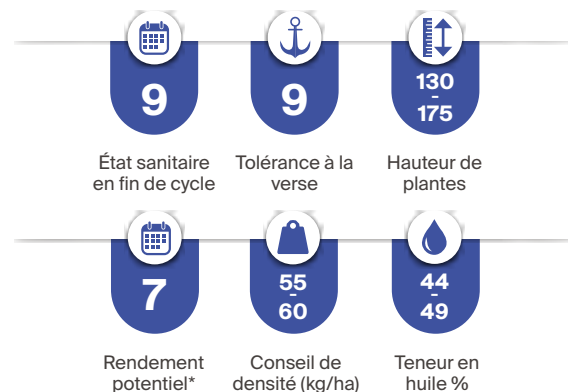 9
9
130
-
175
État sanitaire
en fin de cycle
Tolérance à la
verse
Hauteur de
plantes
7
55
-
60
44
-
49
Rendement
potentiel*
Conseil de
densité (kg/ha)
Teneur en
huile %